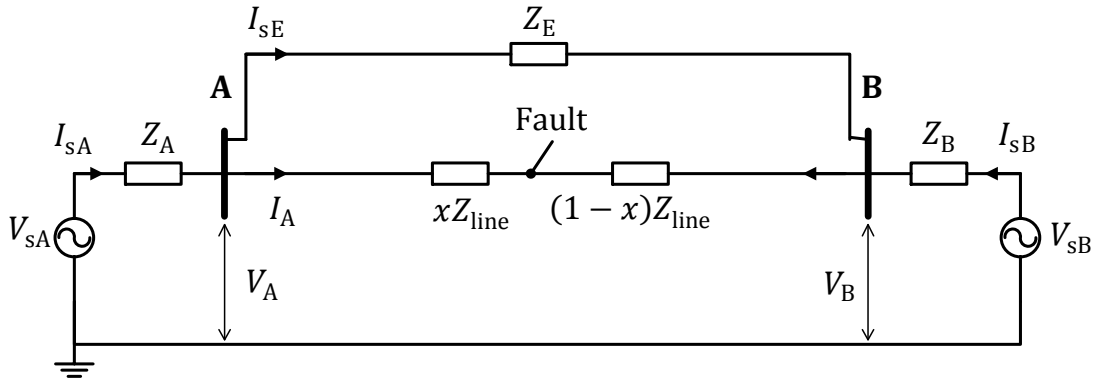 I_sE Z_E
A B
Fault
I_sA Z_A Z_B I_sB
I_A xZ_line (1 − x)Z_line
V_sA V_A V_B V_sB